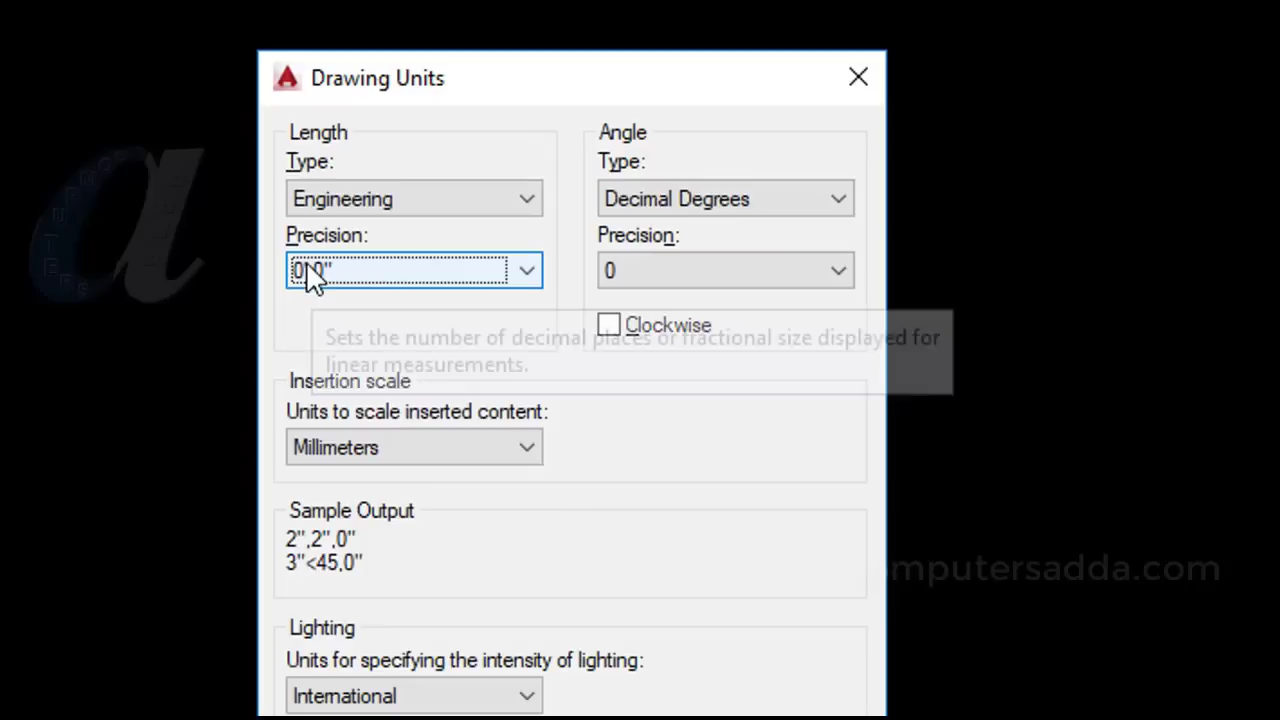 Drawing Units
Length
Type:
Engineering
Precision:
Angle
Type:
Decimal Degrees
Precision:
0
Clockwise
Sets the number of decimal places or fractional size displayed for
linear measurements.
Insertion scale
Units to scale inserted content:
Millimeters
Sample Output
2",2",0"
3"<45,0"
mputersadda.com
Lighting
Units for specifying the intensity of lighting:
International